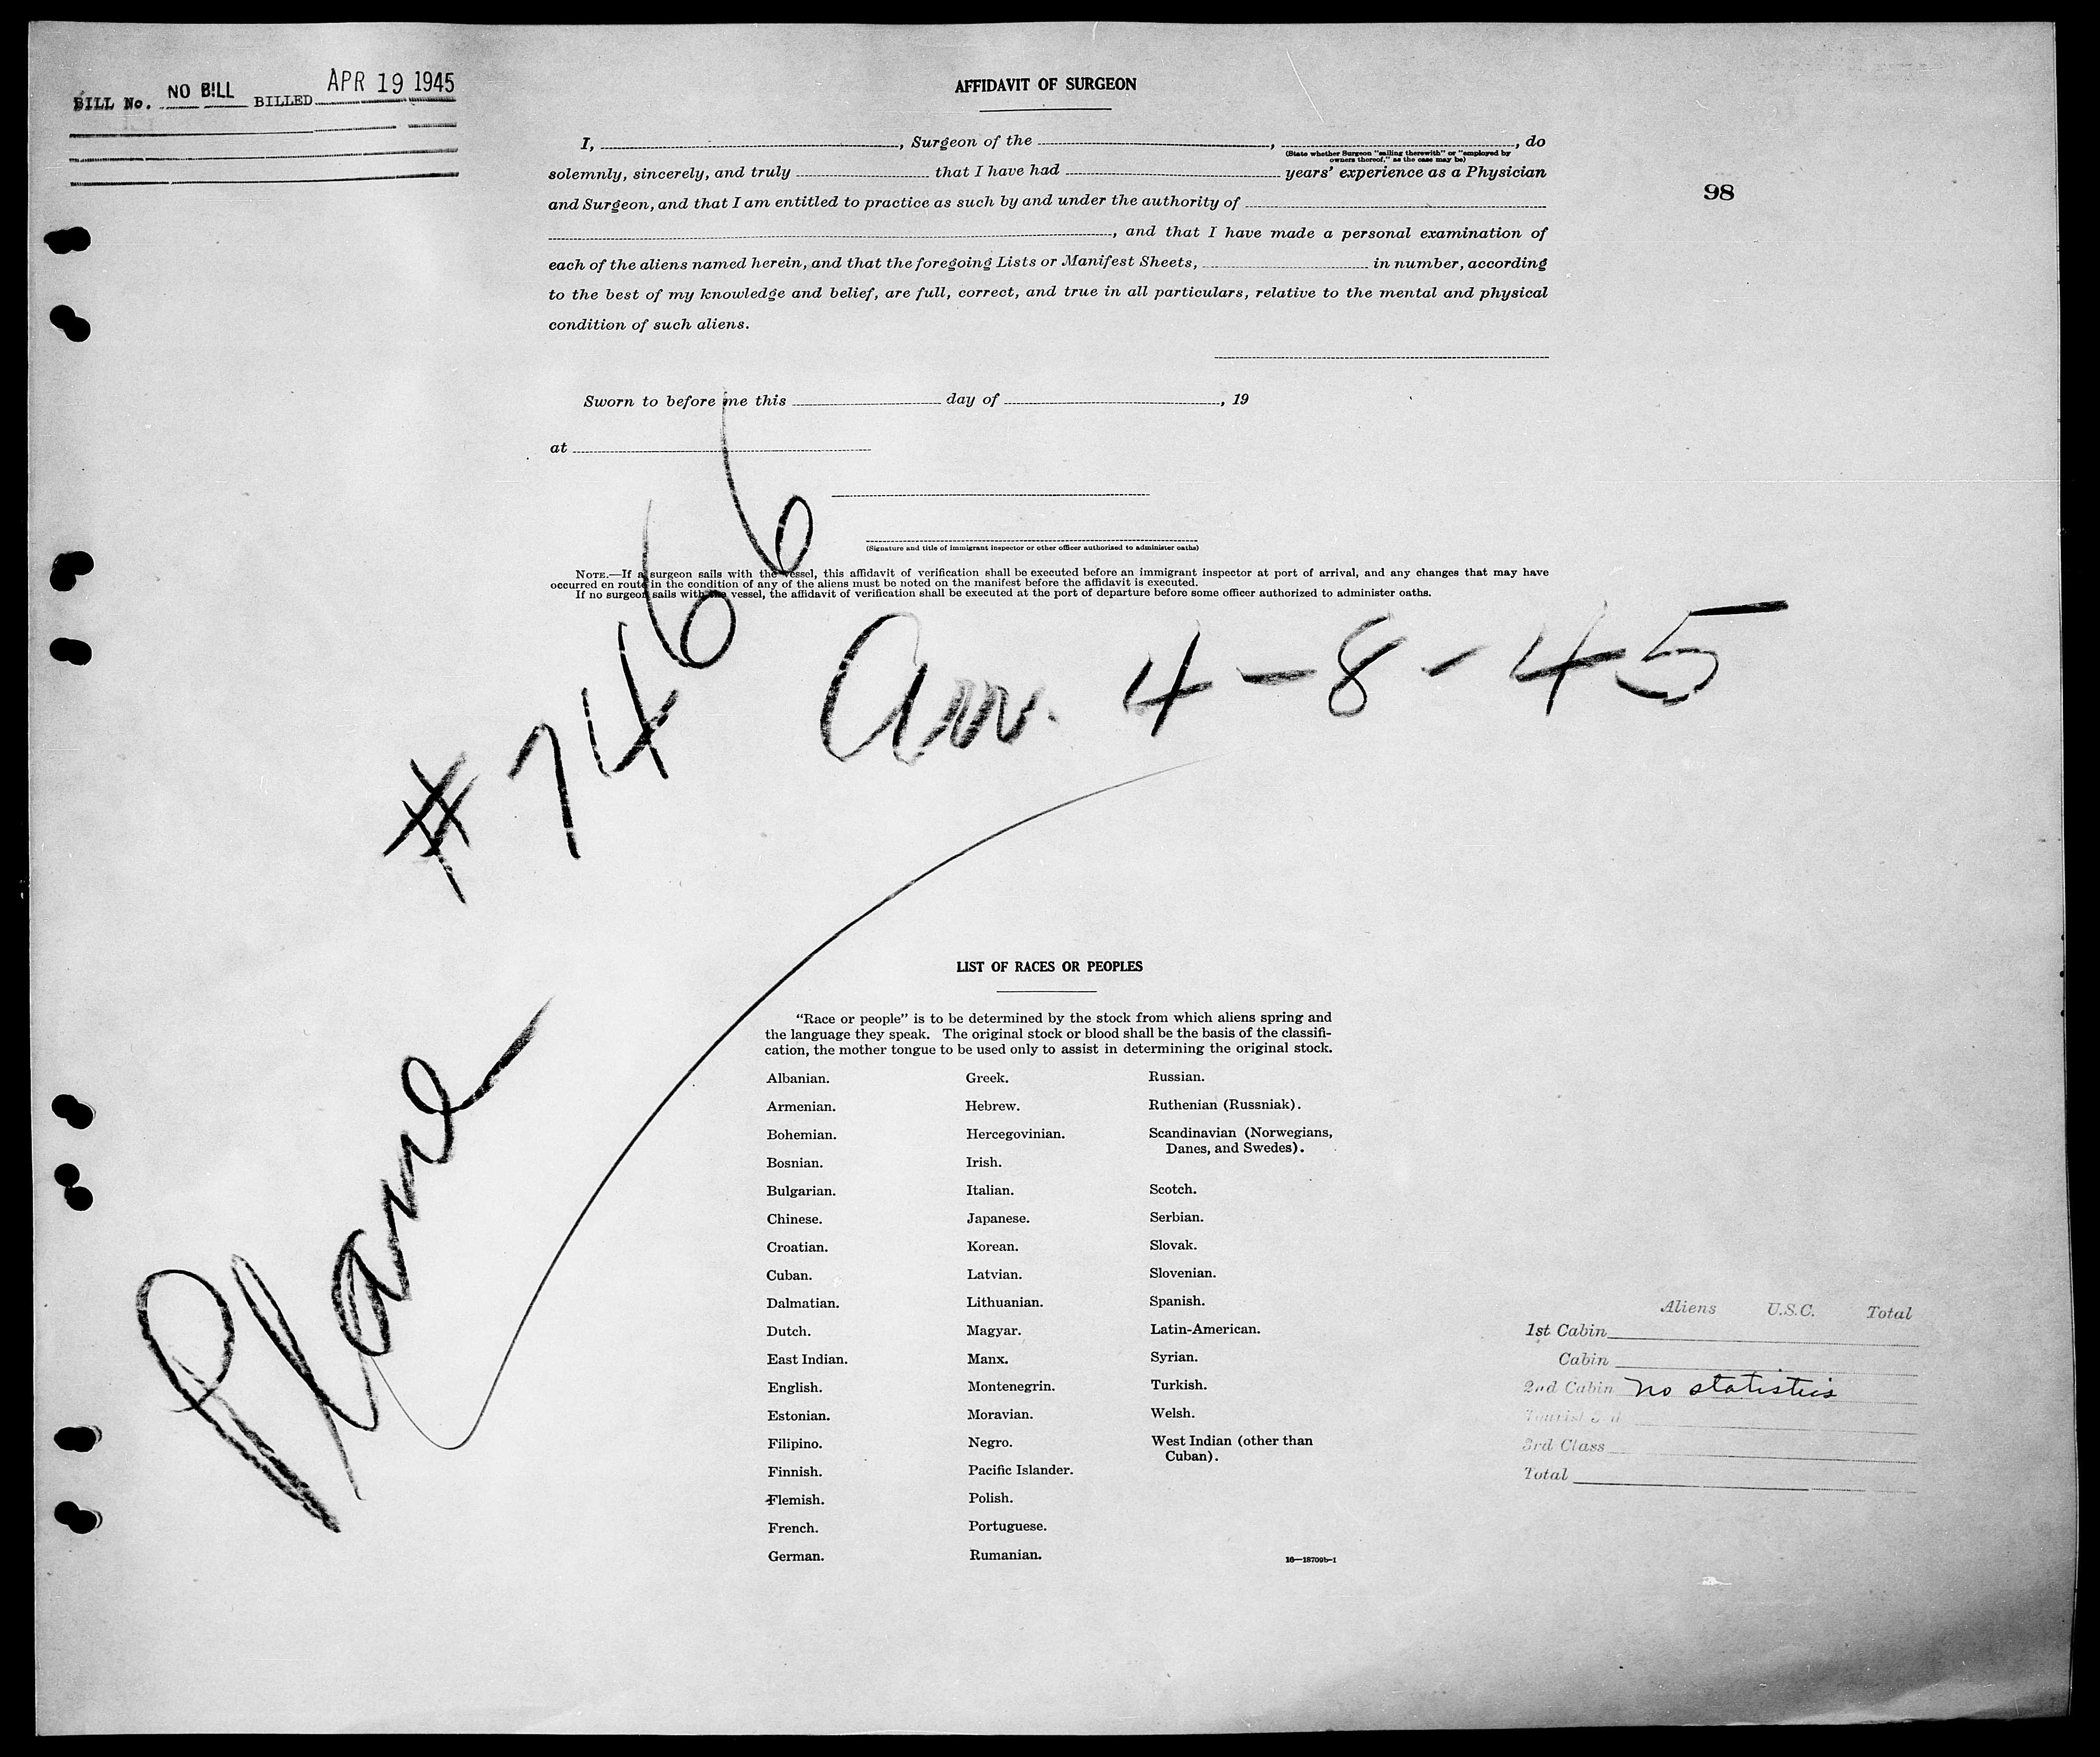 BILL No. NO BILL BILLED APR 19 1945
AFFIDAVIT OF SURGEON
I, , Surgeon of the , , do
(State whether Surgeon "sailing therewith" or "employed by
owners thereof," as the case may be)
solemnly, sincerely, and truly that I have had years' experience as a Physician
98
and Surgeon, and that I am entitled to practice as such by and under the authority of
, and that I have made a personal examination of
each of the aliens named herein, and that the foregoing Lists or Manifest Sheets, in number, according
to the best of my knowledge and belief, are full, correct, and true in all particulars, relative to the mental and physical
condition of such aliens.
Sworn to before me this day of , 19
at
(Signature and title of immigrant inspector or other officer authorized to administer oaths)
NOTE.—If a surgeon sails with the vessel, this affidavit of verification shall be executed before an immigrant inspector at port of arrival, and any changes that may have
occurred en route in the condition of any of the aliens must be noted on the manifest before the affidavit is executed.
If no surgeon sails with the vessel, the affidavit of verification shall be executed at the port of departure before some officer authorized to administer oaths.
Plane #7466
Arr. 4-8-45
LIST OF RACES OR PEOPLES
"Race or people" is to be determined by the stock from which aliens spring and
the language they speak. The original stock or blood shall be the basis of the classifi-
cation, the mother tongue to be used only to assist in determining the original stock.
Albanian.
Armenian.
Bohemian.
Bosnian.
Bulgarian.
Chinese.
Croatian.
Cuban.
Dalmatian.
Dutch.
East Indian.
English.
Estonian.
Filipino.
Finnish.
Flemish.
French.
German.
Greek.
Hebrew.
Hercegovinian.
Irish.
Italian.
Japanese.
Korean.
Latvian.
Lithuanian.
Magyar.
Manx.
Montenegrin.
Moravian.
Negro.
Pacific Islander.
Polish.
Portuguese.
Rumanian.
Russian.
Ruthenian (Russniak).
Scandinavian (Norwegians,
Danes, and Swedes).
Scotch.
Serbian.
Slovak.
Slovenian.
Spanish.
Latin-American.
Syrian.
Turkish.
Welsh.
West Indian (other than
Cuban).
16—18709b-1
Aliens U.S.C. Total
1st Cabin
Cabin
2nd Cabin no statistics
Tourist
3rd Class
Total